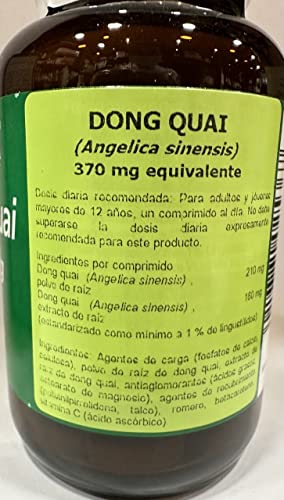 DONG QUAI
(Angelica sinensis)
370 mg equivalente
Dosis diaria recomendada: Para adultos y jóvenes
mayores de 12 años, un comprimido al día. No debe
superarse la dosis diaria expresamente
recomendada para este producto.
Ingredientes por comprimido
Dong quai (Angelica sinensis) , 210 mg
polvo de raíz
Dong quai (Angelica sinensis) , 160 mg
extracto de raíz
(estandarizado como mínimo a 1 % de lingustilidos)
Ingredientes: Agentes de carga (fosfatos de calcio,
celulosa), polvo de raíz de dong quai, extracto de
raíz de dong quai, antiaglomerantes (ácidos grasos,
estearato de magnesio), agentes de recubrimiento
talco), romero, betacaroteno,
vitamina C (ácido ascórbico)
uai